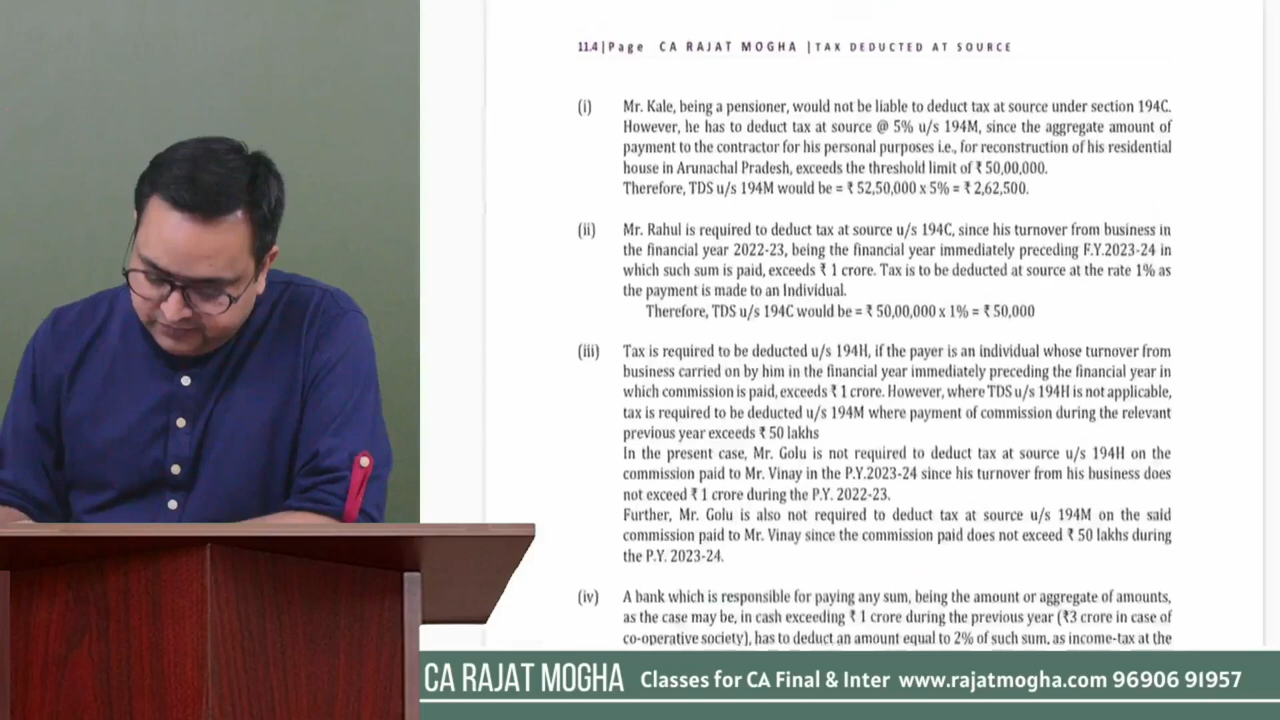 11.4|Page CA RAJAT MOGHA |TAX DEDUCTED AT SOURCE
(i) Mr. Kale, being a pensioner, would not be liable to deduct tax at source under section 194C.
However, he has to deduct tax at source @ 5% u/s 194M, since the aggregate amount of
payment to the contractor for his personal purposes i.e., for reconstruction of his residential
house in Arunachal Pradesh, exceeds the threshold limit of ₹ 50,00,000.
Therefore, TDS u/s 194M would be = ₹ 52,50,000 x 5% = ₹ 2,62,500.
(ii) Mr. Rahul is required to deduct tax at source u/s 194C, since his turnover from business in
the financial year 2022-23, being the financial year immediately preceding F.Y.2023-24 in
which such sum is paid, exceeds ₹ 1 crore. Tax is to be deducted at source at the rate 1% as
the payment is made to an Individual.
Therefore, TDS u/s 194C would be = ₹ 50,00,000 x 1% = ₹ 50,000
(iii) Tax is required to be deducted u/s 194H, if the payer is an individual whose turnover from
business carried on by him in the financial year immediately preceding the financial year in
which commission is paid, exceeds ₹ 1 crore. However, where TDS u/s 194H is not applicable,
tax is required to be deducted u/s 194M where payment of commission during the relevant
previous year exceeds ₹ 50 lakhs
In the present case, Mr. Golu is not required to deduct tax at source u/s 194H on the
commission paid to Mr. Vinay in the P.Y.2023-24 since his turnover from his business does
not exceed ₹ 1 crore during the P.Y. 2022-23.
Further, Mr. Golu is also not required to deduct tax at source u/s 194M on the said
commission paid to Mr. Vinay since the commission paid does not exceed ₹ 50 lakhs during
the P.Y. 2023-24.
(iv) A bank which is responsible for paying any sum, being the amount or aggregate of amounts,
as the case may be, in cash exceeding ₹ 1 crore during the previous year (₹3 crore in case of
co-operative society), has to deduct an amount equal to 2% of such sum, as income-tax at the
CA RAJAT MOGHA Classes for CA Final & Inter www.rajatmogha.com 96906 91957